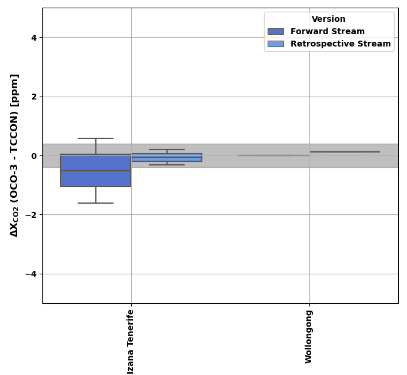 Version
Forward Stream
Retrospective Stream
4
2
0
−2
−4
ΔXCO2 (OCO-3 - TCCON) [ppm]
Izana Tenerife
Wollongong